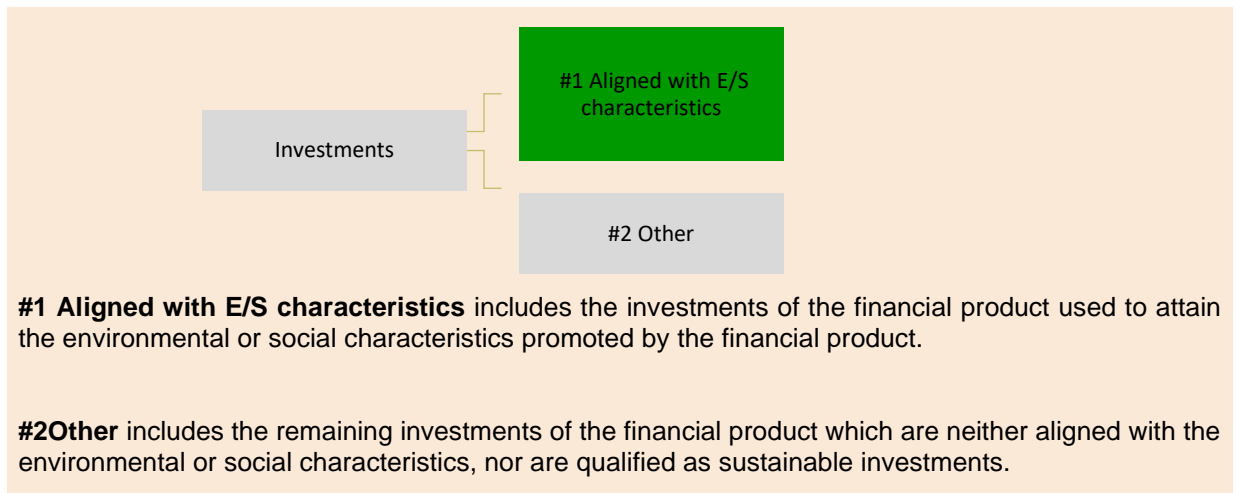 #1 Aligned with E/S
characteristics
Investments
#2 Other
#1 Aligned with E/S characteristics includes the investments of the financial product used to attain
the environmental or social characteristics promoted by the financial product.
#2Other includes the remaining investments of the financial product which are neither aligned with the
environmental or social characteristics, nor are qualified as sustainable investments.